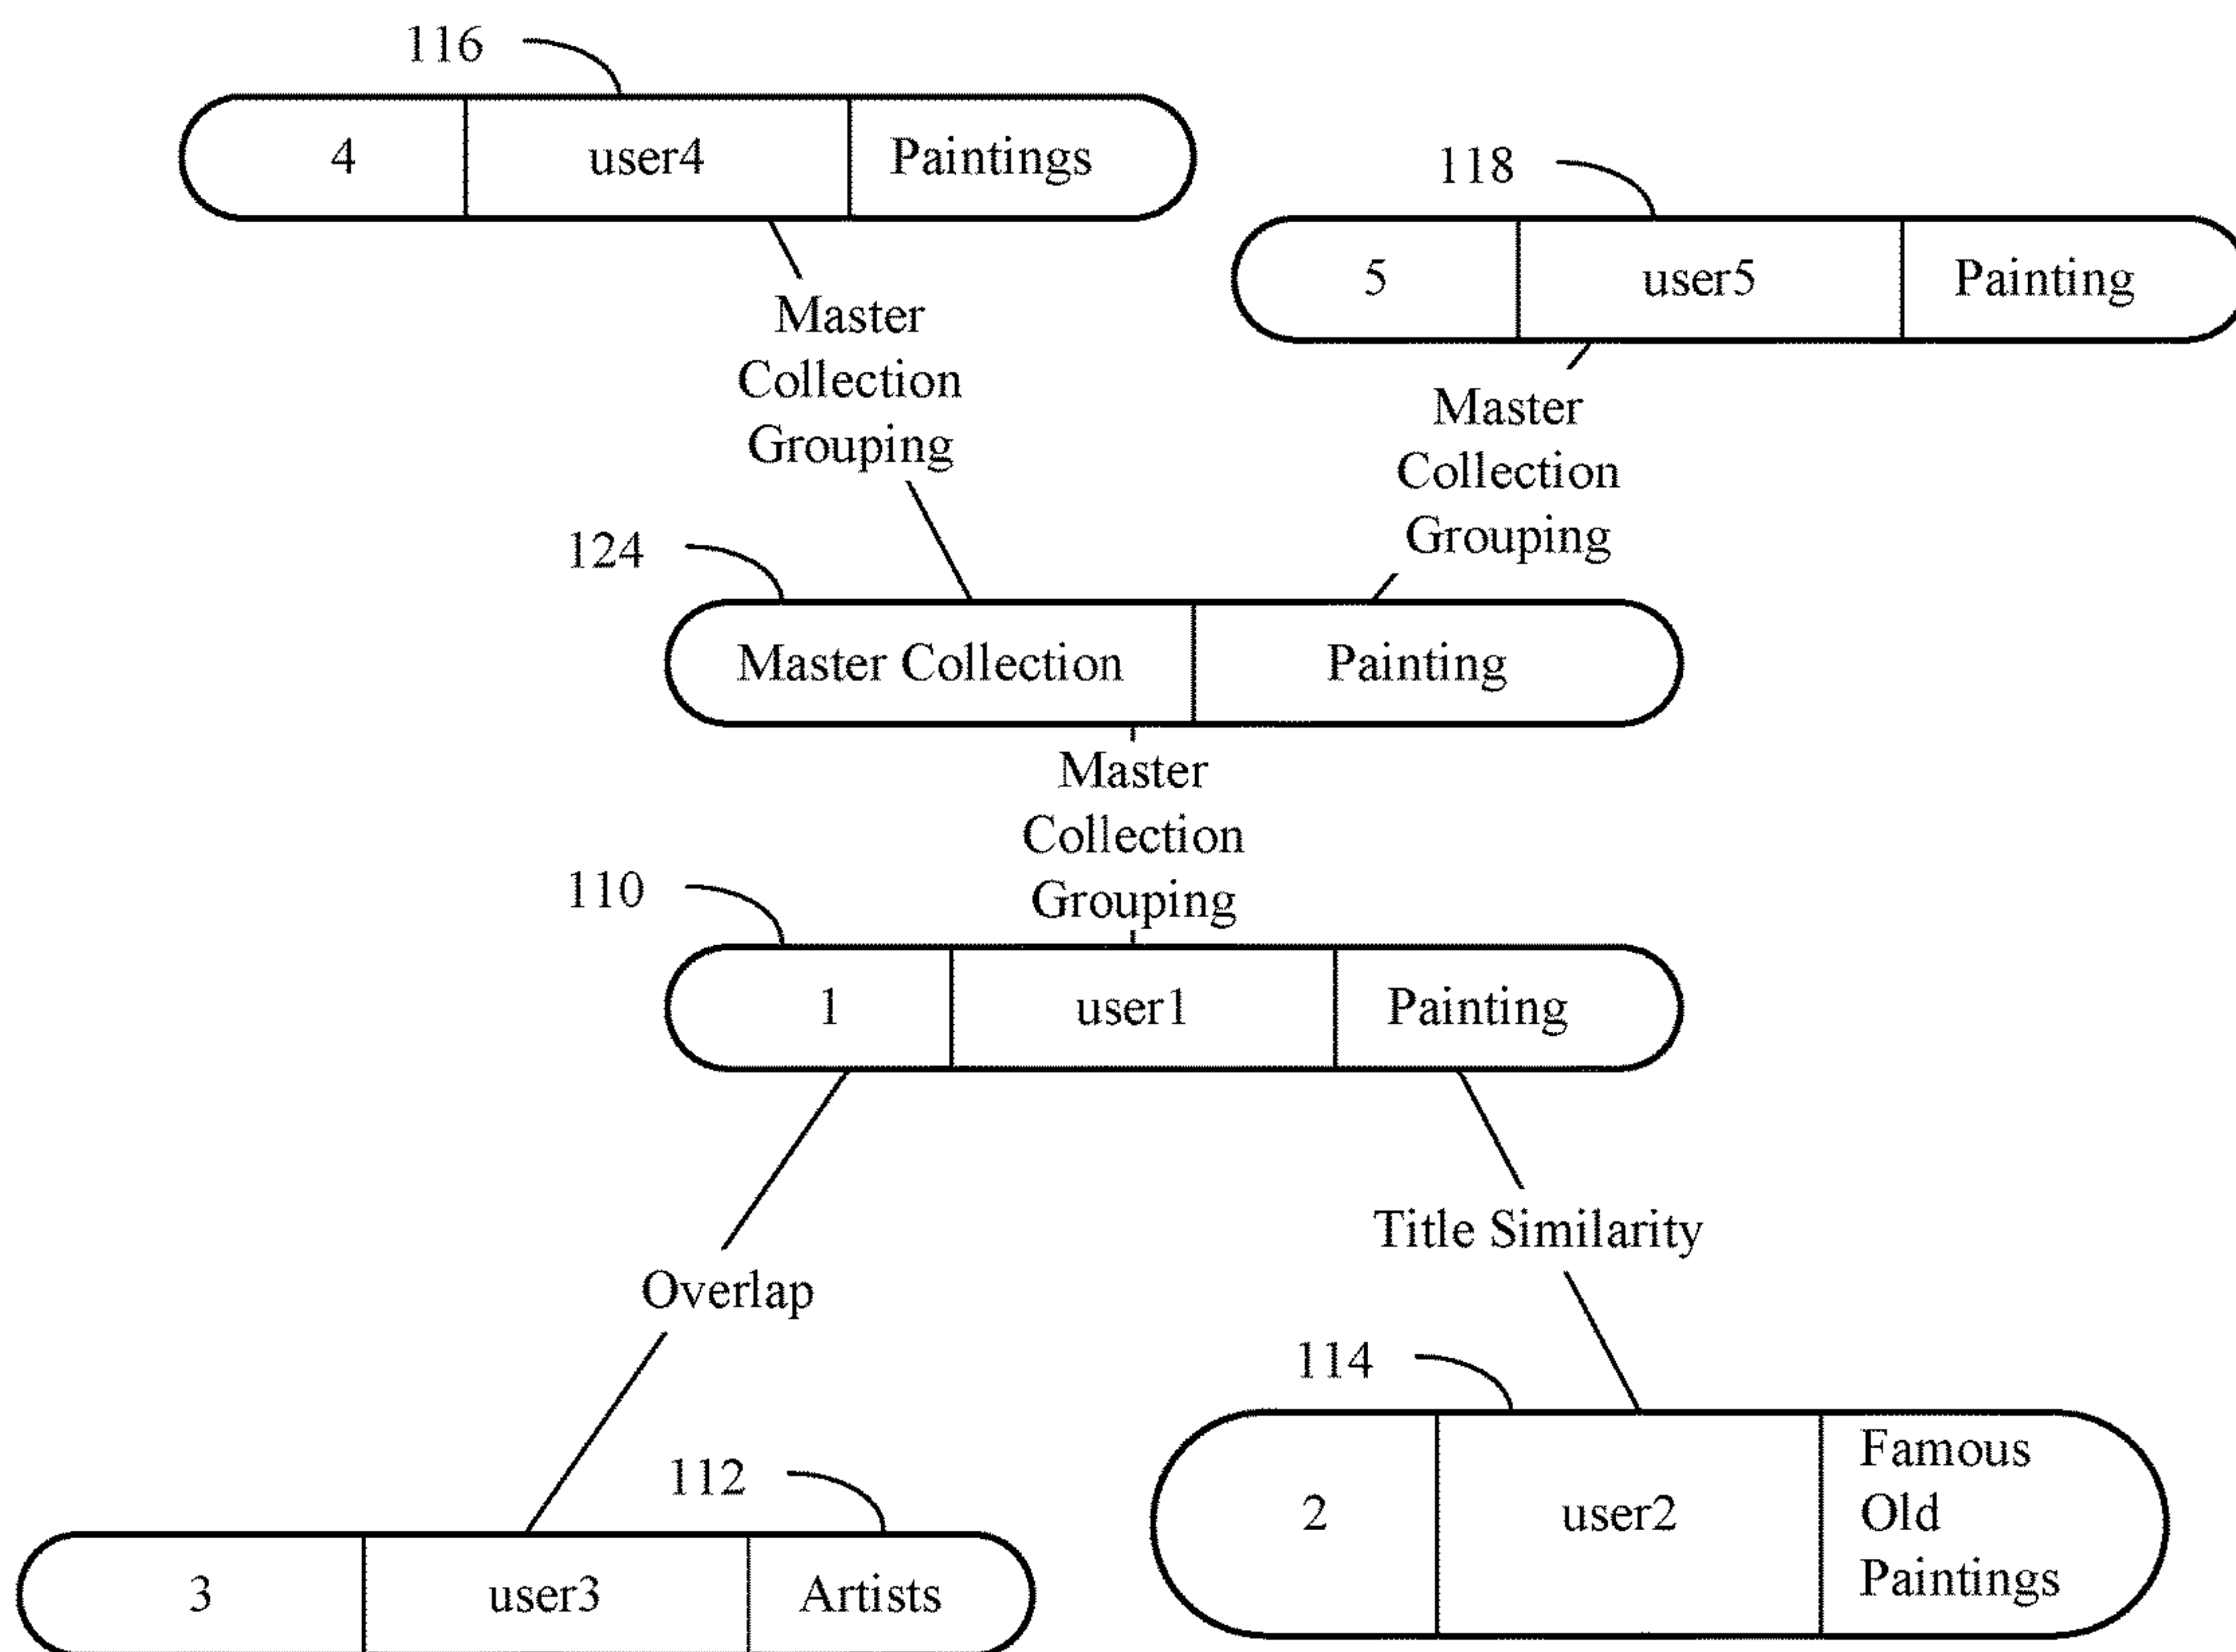 116
4 user4 Paintings
118
5 user5 Painting
Master
Collection
Grouping
Master
Collection
Grouping
124
Master Collection Painting
Master
Collection
Grouping
110
1 user1 Painting
Title Similarity
Overlap
114
2 user2 Famous
Old
Paintings
112
3 user3 Artists